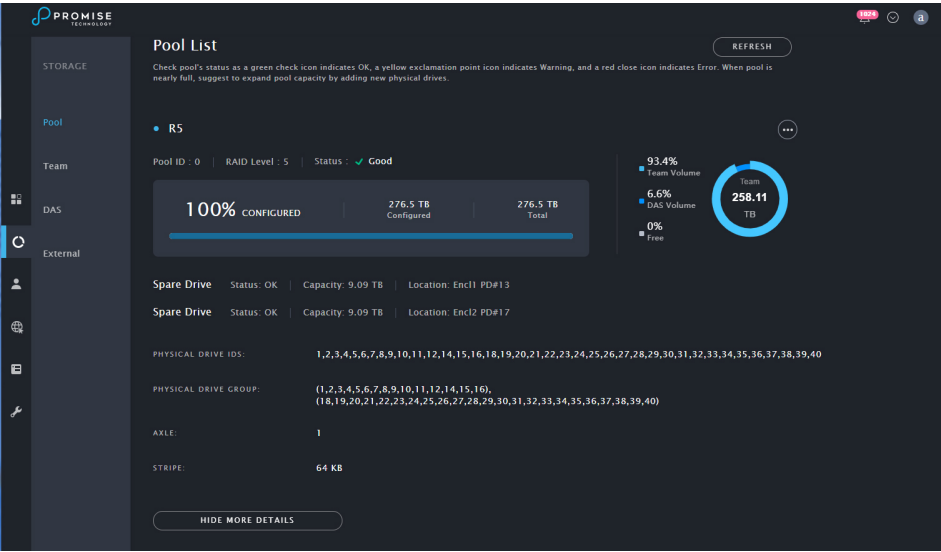 PROMISE
TECHNOLOGY
1024
a
STORAGE
Pool
Team
DAS
External
Pool List
REFRESH
Check pool's status as a green check icon indicates OK, a yellow exclamation point icon indicates Warning, and a red close icon indicates Error. When pool is
nearly full, suggest to expand pool capacity by adding new physical drives.
R5
Pool ID : 0 | RAID Level : 5 | Status : Good
100% CONFIGURED
276.5 TB
Configured
276.5 TB
Total
93.4%
Team Volume
6.6%
DAS Volume
0%
Free
Team
258.11
TB
Spare Drive Status: OK | Capacity: 9.09 TB | Location: Encl1 PD#13
Spare Drive Status: OK | Capacity: 9.09 TB | Location: Encl2 PD#17
PHYSICAL DRIVE IDS: 1,2,3,4,5,6,7,8,9,10,11,12,14,15,16,18,19,20,21,22,23,24,25,26,27,28,29,30,31,32,33,34,35,36,37,38,39,40
PHYSICAL DRIVE GROUP: (1,2,3,4,5,6,7,8,9,10,11,12,14,15,16),
(18,19,20,21,22,23,24,25,26,27,28,29,30,31,32,33,34,35,36,37,38,39,40)
AXLE: 1
STRIPE: 64 KB
HIDE MORE DETAILS